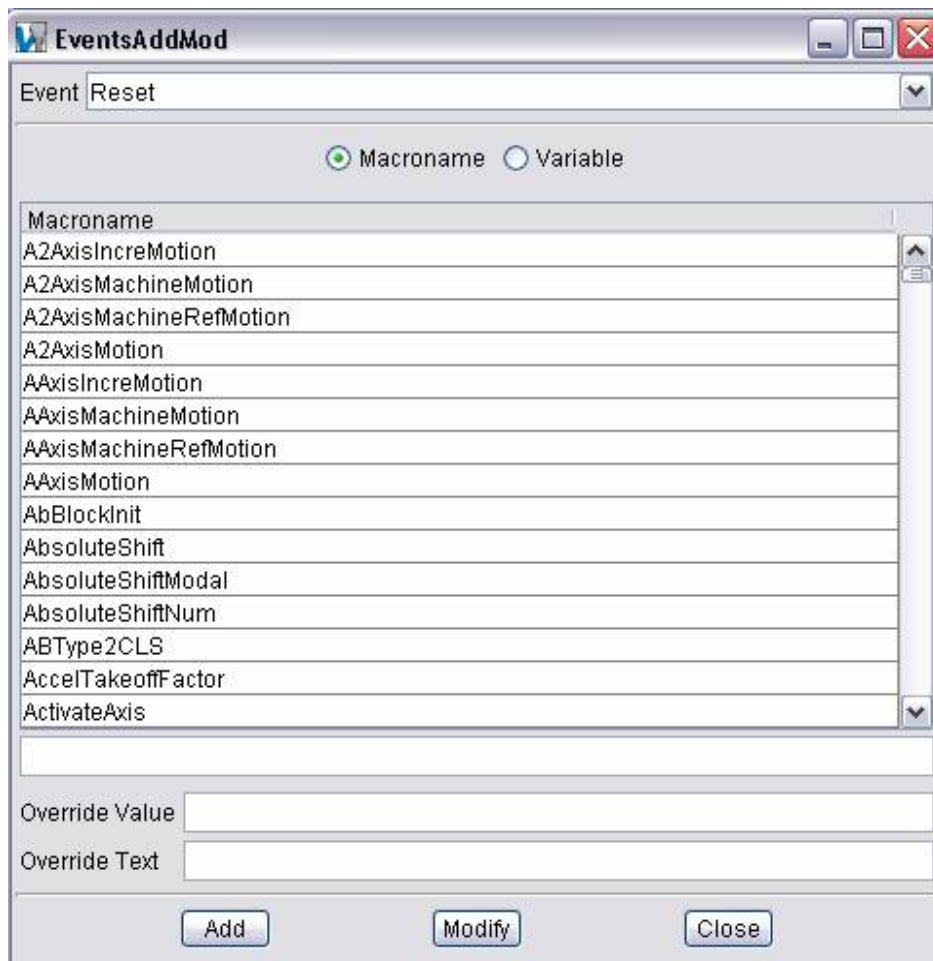 EventsAddMod
Event Reset
Macroname Variable
Macroname
A2AxisIncreMotion
A2AxisMachineMotion
A2AxisMachineRefMotion
A2AxisMotion
AAxisIncreMotion
AAxisMachineMotion
AAxisMachineRefMotion
AAxisMotion
AbBlockInit
AbsoluteShift
AbsoluteShiftModal
AbsoluteShiftNum
ABType2CLS
AccelTakeoffFactor
ActivateAxis
Override Value
Override Text
Add Modify Close